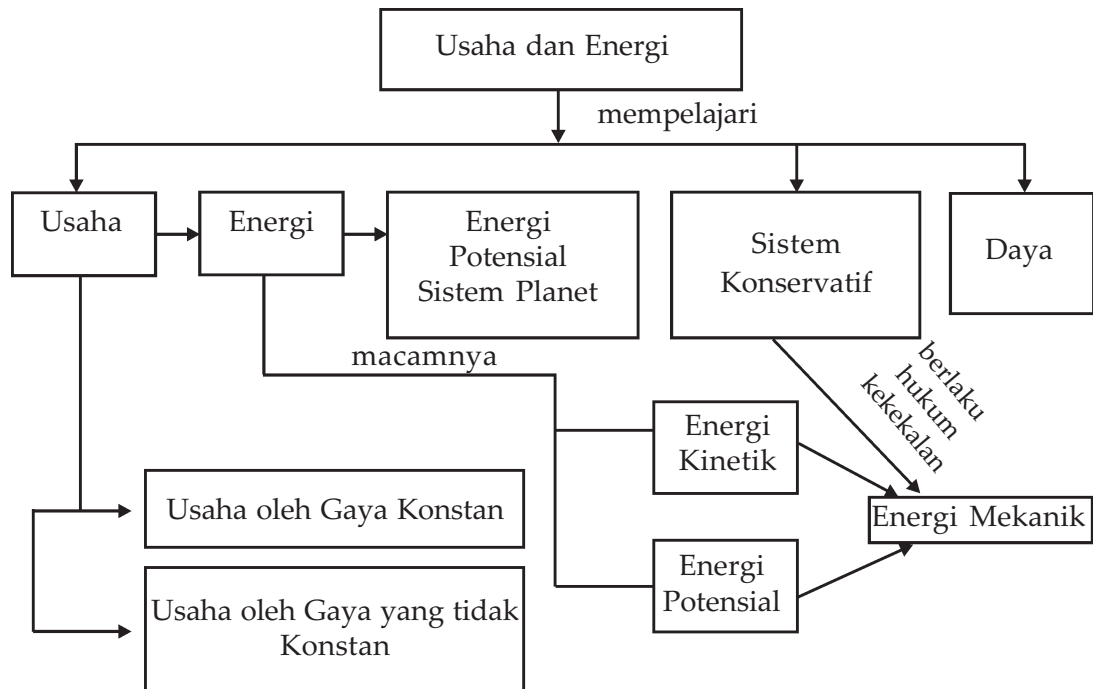 Usaha dan Energi
mempelajari
Usaha
Energi
Energi
Potensial
Sistem Planet
Sistem
Konservatif
Daya
macamnya
berlaku
hukum
kekekalan
Energi
Kinetik
Usaha oleh Gaya Konstan
Energi Mekanik
Energi
Potensial
Usaha oleh Gaya yang tidak
Konstan